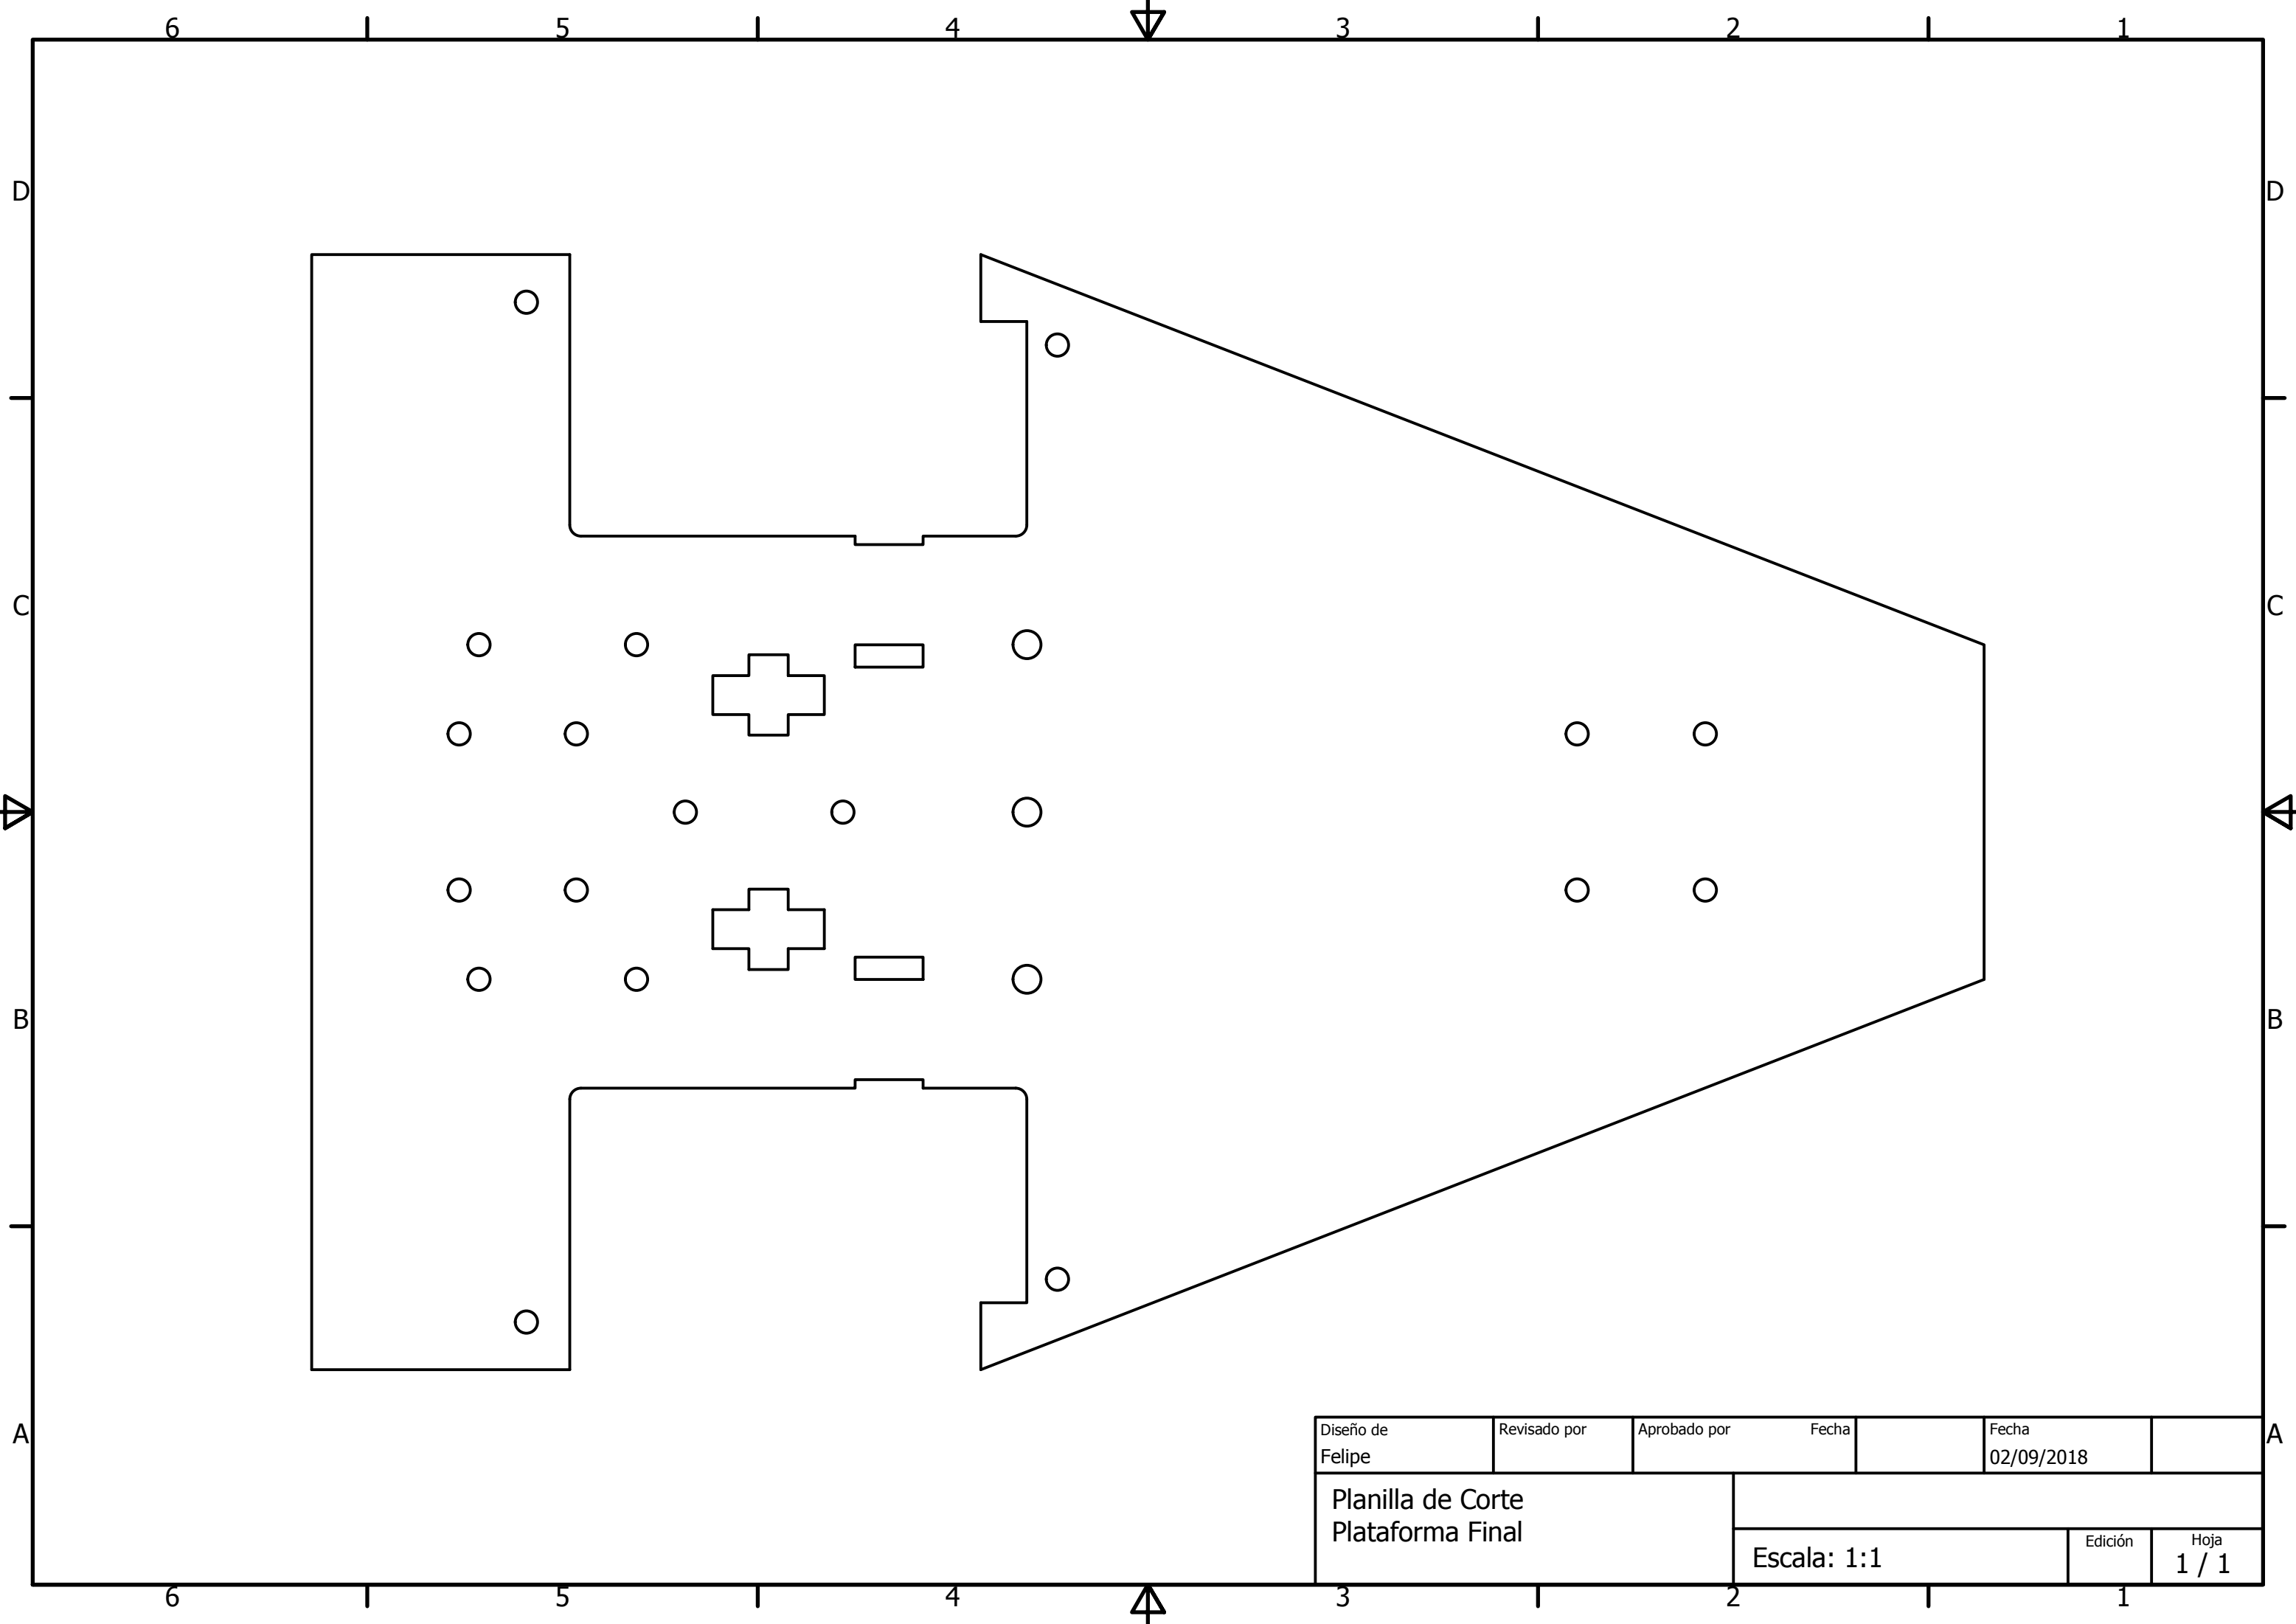 6 5 4 3 2 1
D D
C C
B B
A A
Diseño de Revisado por Aprobado por Fecha Fecha
Felipe 02/09/2018
Planilla de Corte
Plataforma Final
Escala: 1:1
Edición
Hoja
1 / 1
6 5 4 3 2 1